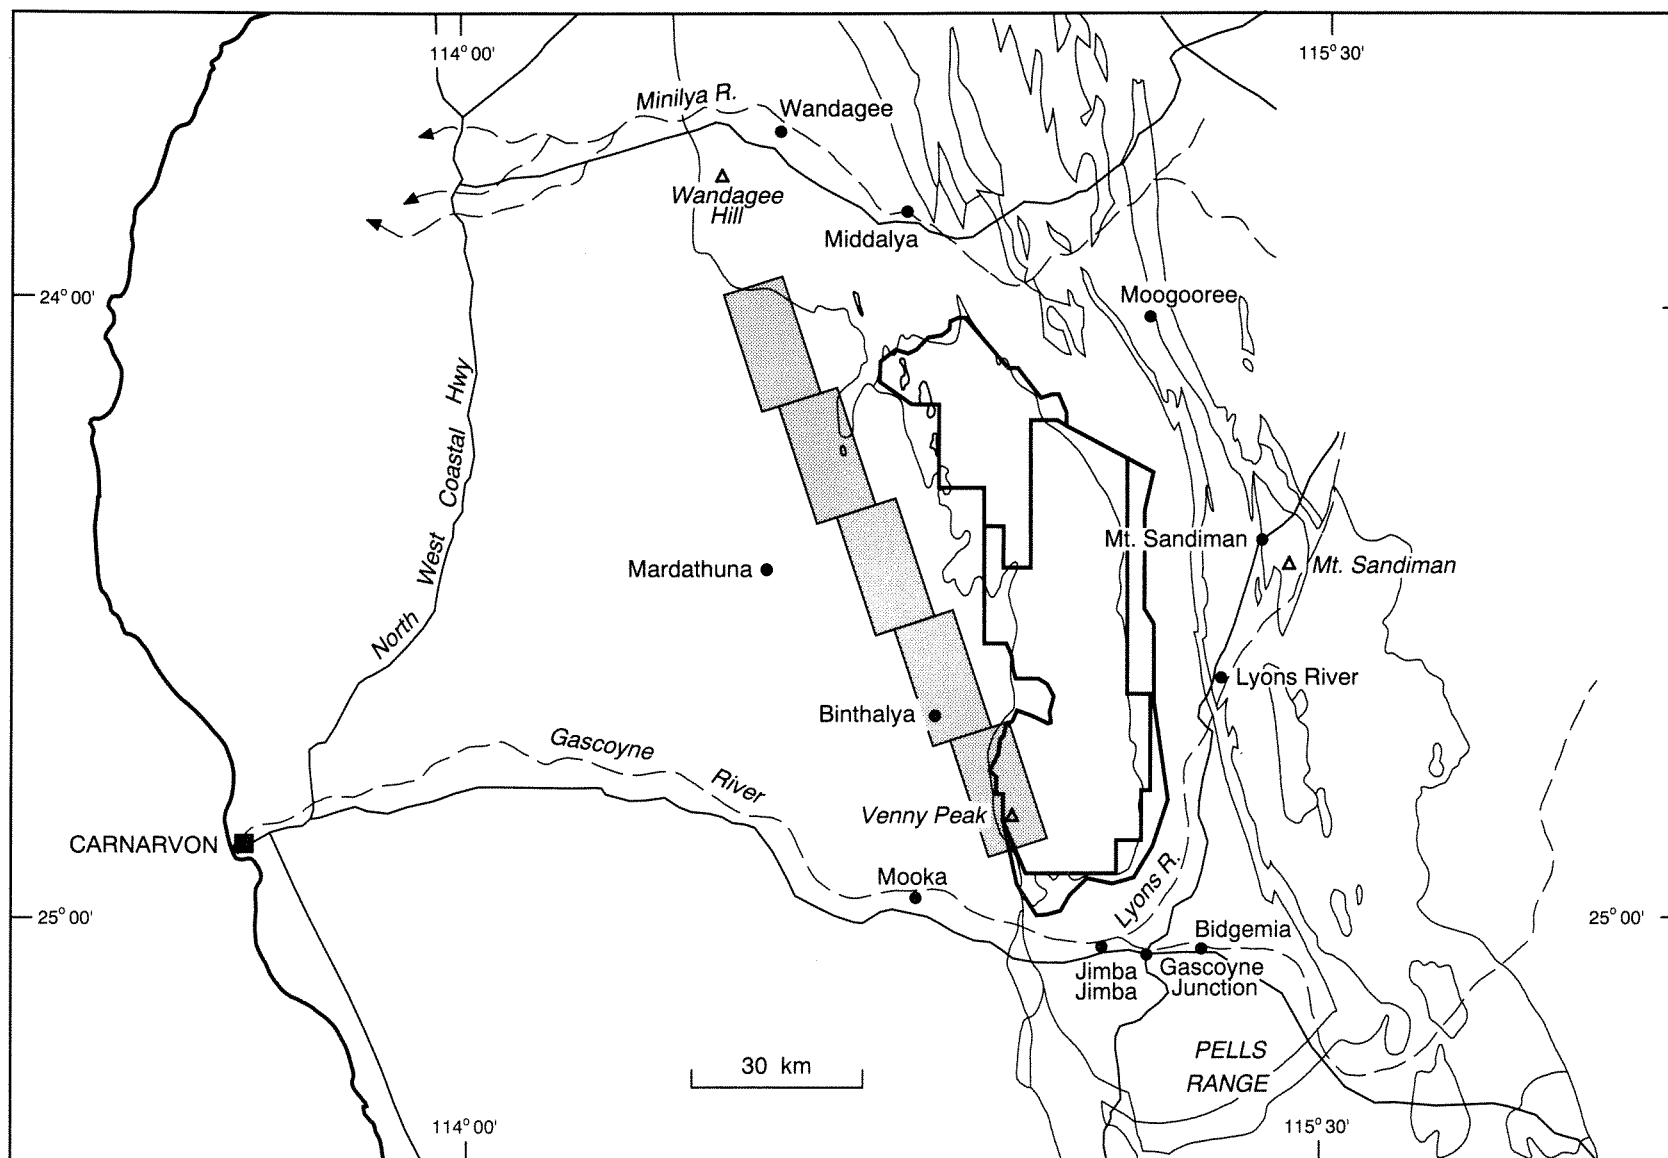 114° 00'
115° 30'
Minilya R.
Wandagee
Wandagee
Hill
Middalya
24° 00'
Moogooree
North West Coastal Hwy
Mt. Sandiman
Mt. Sandiman
Mardathuna
Lyons River
Binthalya
Gascoyne River
Venny Peak
CARNARVON
Lyons R.
Mooka
25° 00'
25° 00'
Bidgemia
Jimba
Jimba
Gascoyne
Junction
PELLS
RANGE
30 km
114° 00'
115° 30'